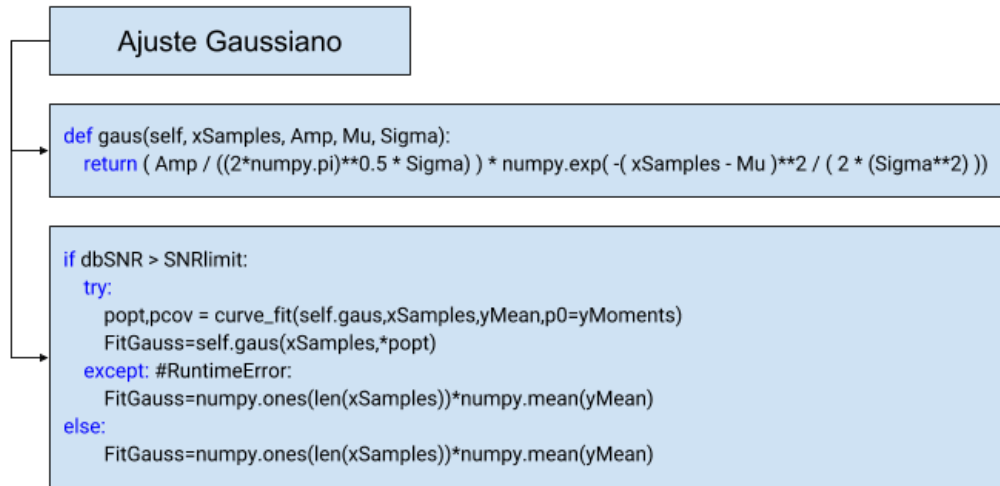 Ajuste Gaussiano
def gaus(self, xSamples, Amp, Mu, Sigma):
return ( Amp / ((2*numpy.pi)**0.5 * Sigma) ) * numpy.exp( -( xSamples - Mu )**2 / ( 2 * (Sigma**2) ))
if dbSNR > SNRlimit:
try:
popt,pcov = curve_fit(self.gaus,xSamples,yMean,p0=yMoments)
FitGauss=self.gaus(xSamples,*popt)
except: #RuntimeError:
FitGauss=numpy.ones(len(xSamples))*numpy.mean(yMean)
else:
FitGauss=numpy.ones(len(xSamples))*numpy.mean(yMean)